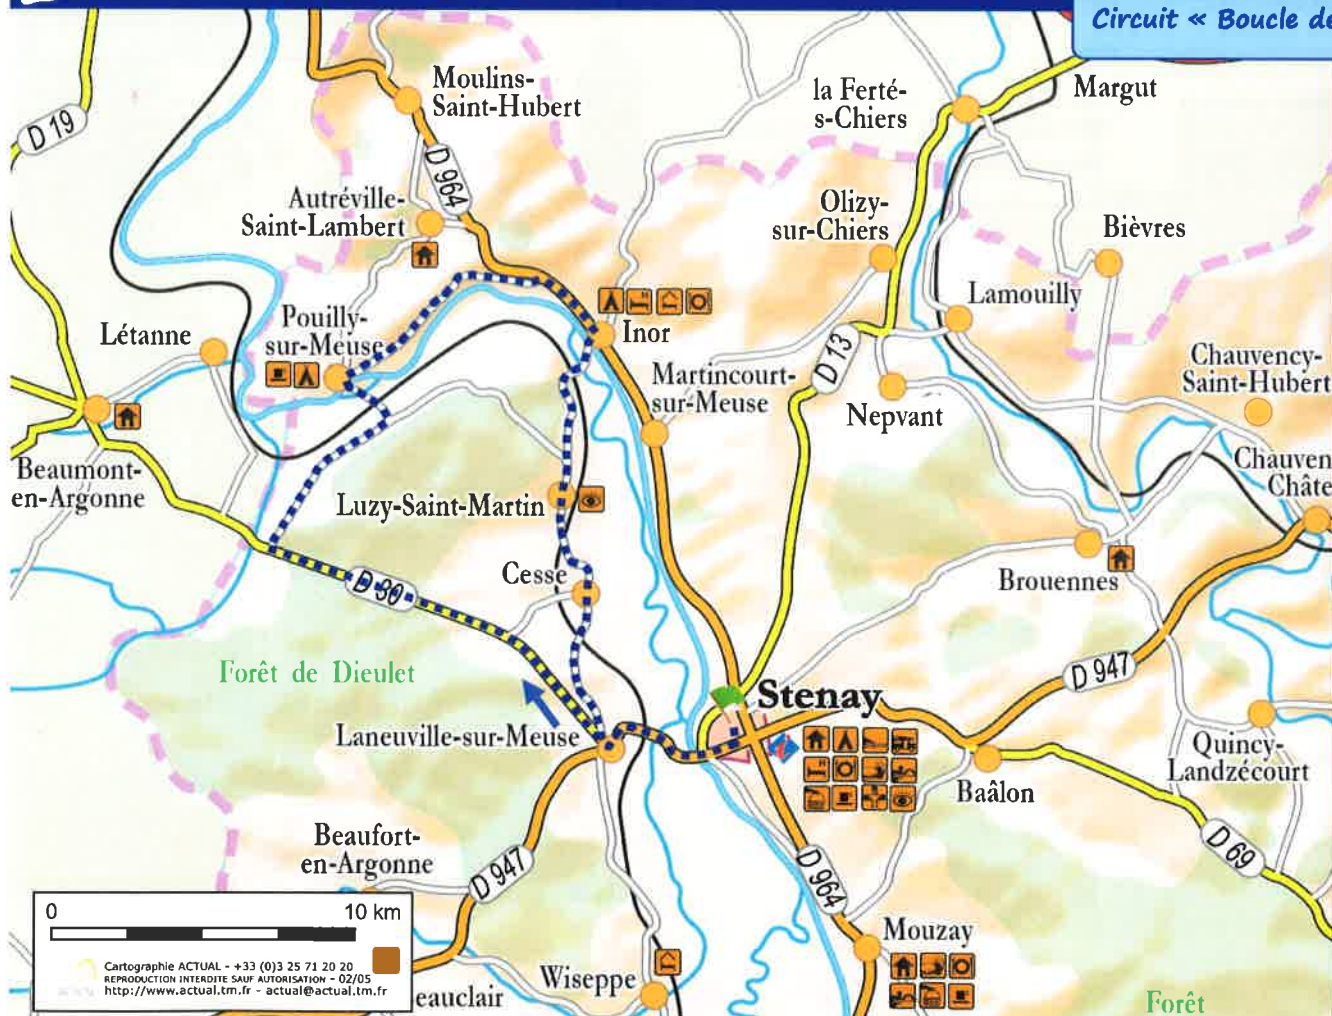 Circuit « Boucle de
Moulins-
Saint-Hubert
la Ferté-
s-Chiers
Margut
D 19
D 964
Autréville-
Saint-Lambert
Olizy-
sur-Chiers
Bièvres
Lamouilly
Létanne
Pouilly-
sur-Meuse
Inor
D 13
Martincourt-
sur-Meuse
Chauvency-
Saint-Hubert
Nepvant
Beaumont-
en-Argonne
Luzy-Saint-Martin
Chauven
Châte
Cesse
D 30
Brouennes
Forêt de Dieulet
D 947
Stenay
Laneuville-sur-Meuse
Quincy-
Landzécourt
Baâlon
Beaufort-
en-Argonne
D 947
D 964
D 69
0 10 km
Mouzay
Cartographie ACTUAL - +33 (0)3 25 71 20 20
REPRODUCTION INTERDITE SAUF AUTORISATION - 02/05
http://www.actual.tm.fr - actual@actual.tm.fr
eauclair
Wiseppe
Forêt